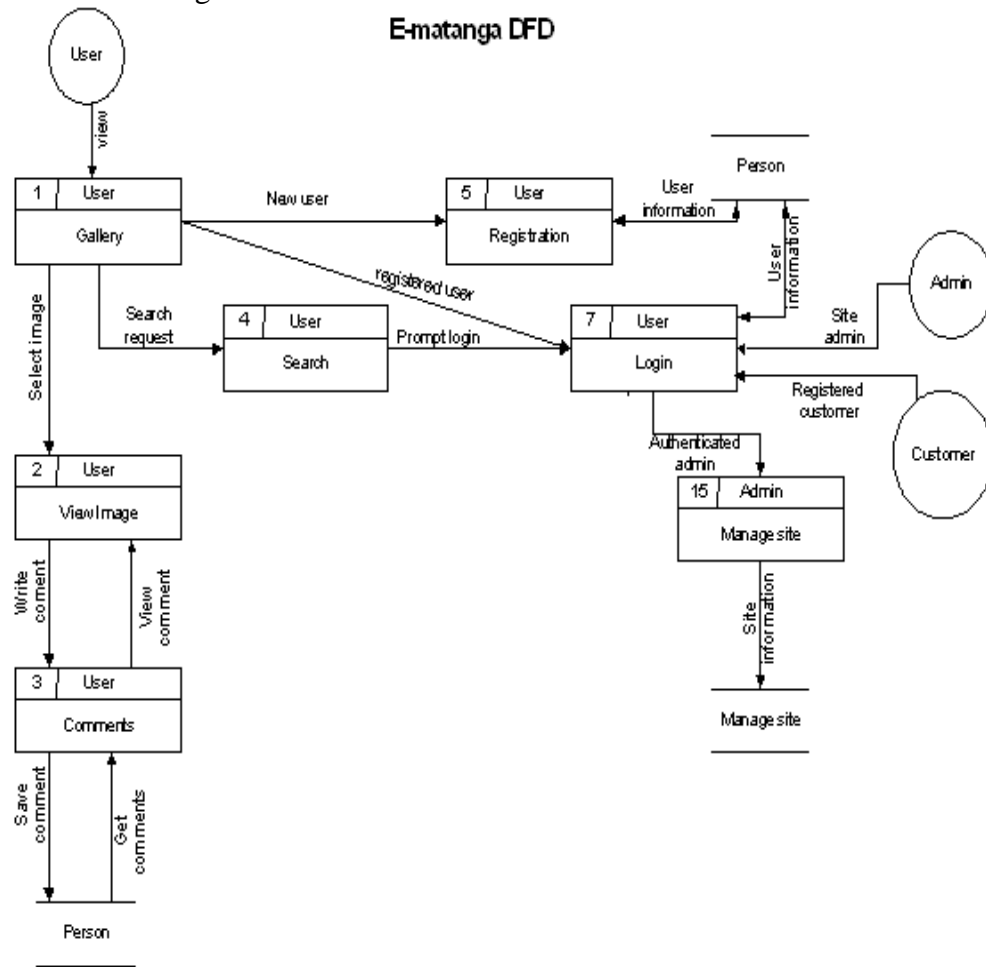 E-matanga DFD
User
view
1 User
Gallery
New user
5 User
Registration
User
information
Person
User
information
registered user
Select image
Search
request
4 User
Search
Prompt login
7 User
Login
Site
admin
Admin
Registered
customer
Customer
Authenticated
admin
15 Admin
Manage site
Site
information
Manage site
2 User
View Image
Write
coment
View
comment
3 User
Comments
Save
comment
Get
comments
Person